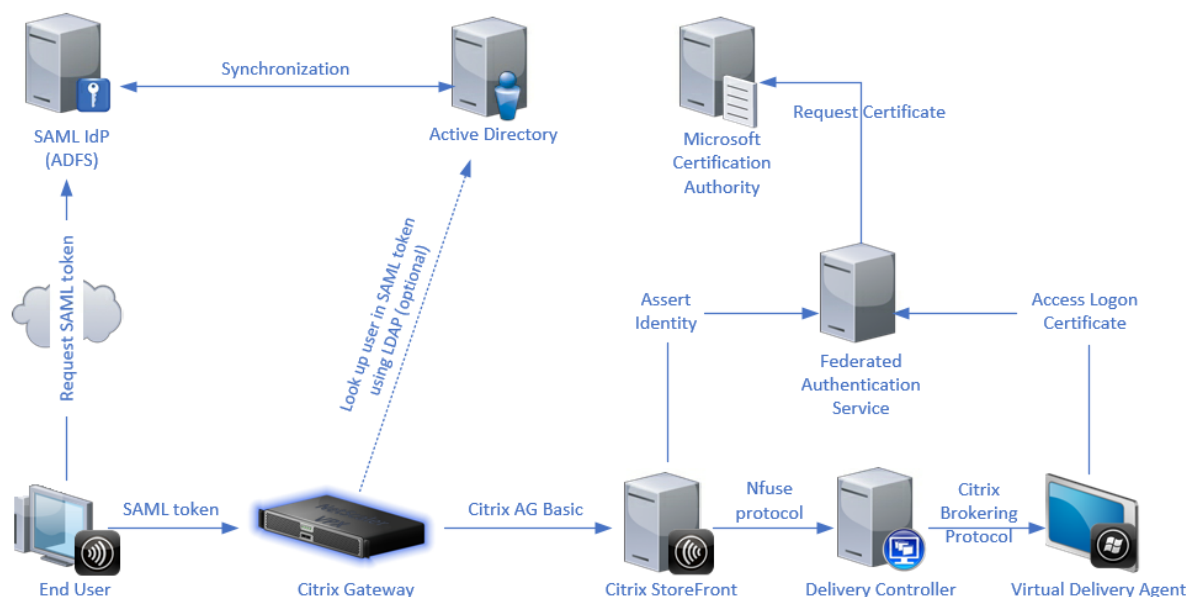 Synchronization
SAML IdP
(ADFS)
Active Directory
Request Certificate
Microsoft
Certification
Authority
Request SAML token
Look up user in SAML token
using LDAP (optional)
Assert
Identity
Access Logon
Certificate
Federated
Authentication
Service
SAML token
Citrix AG Basic
Nfuse
protocol
Citrix
Brokering
Protocol
End User
Citrix Gateway
Citrix StoreFront
Delivery Controller
Virtual Delivery Agent